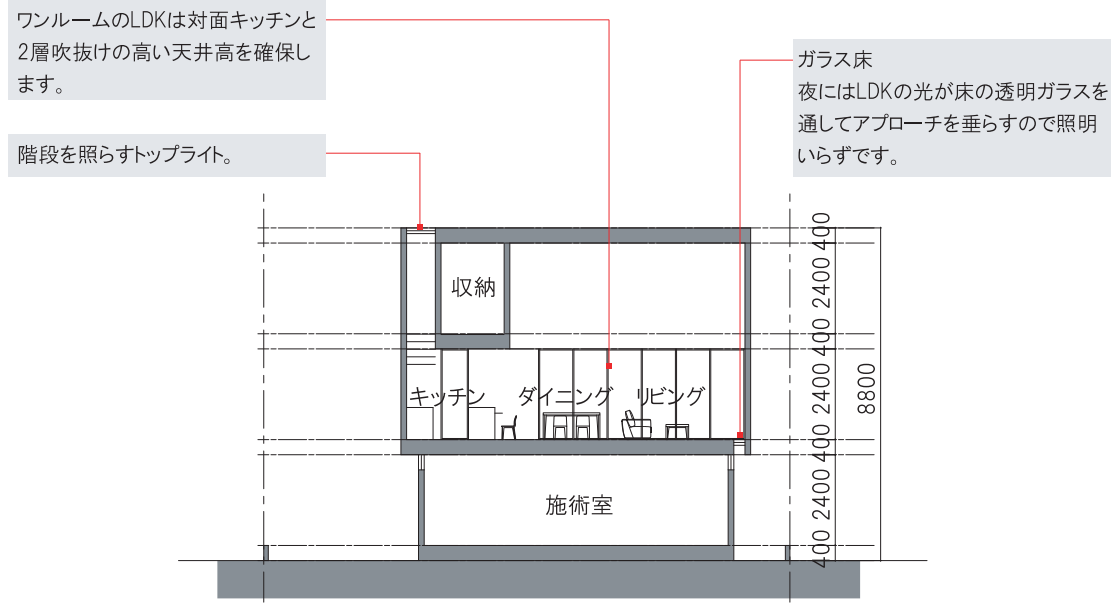 ワンルームのLDKは対面キッチンと
2層吹抜けの高い天井高を確保し
ます。
階段を照らすトップライト。
ガラス床
夜にはLDKの光が床の透明ガラスを
通してアプローチを垂らすので照明
いらずです。
収納
キッチン ダイニング リビング
施術室
400
2400
400
2400
400
2400
400
8800